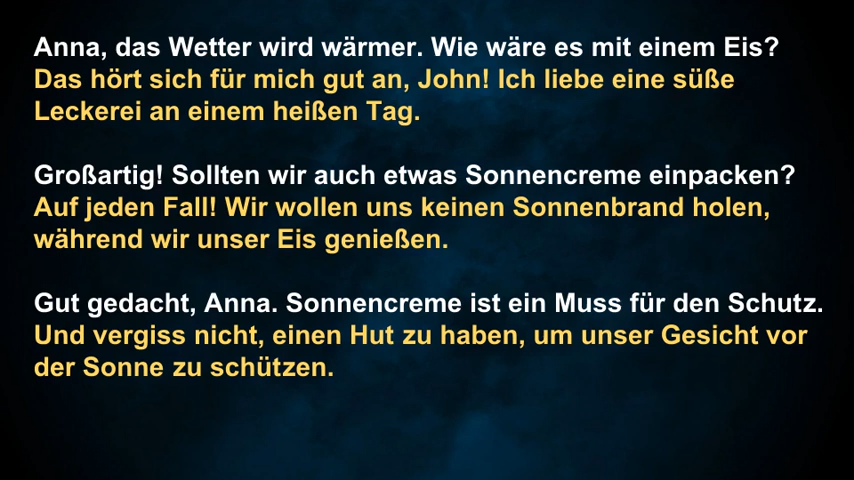 Anna, das Wetter wird wärmer. Wie wäre es mit einem Eis?
Das hört sich für mich gut an, John! Ich liebe eine süße
Leckerei an einem heißen Tag.
Großartig! Sollten wir auch etwas Sonnencreme einpacken?
Auf jeden Fall! Wir wollen uns keinen Sonnenbrand holen,
während wir unser Eis genießen.
Gut gedacht, Anna. Sonnencreme ist ein Muss für den Schutz.
Und vergiss nicht, einen Hut zu haben, um unser Gesicht vor
der Sonne zu schützen.